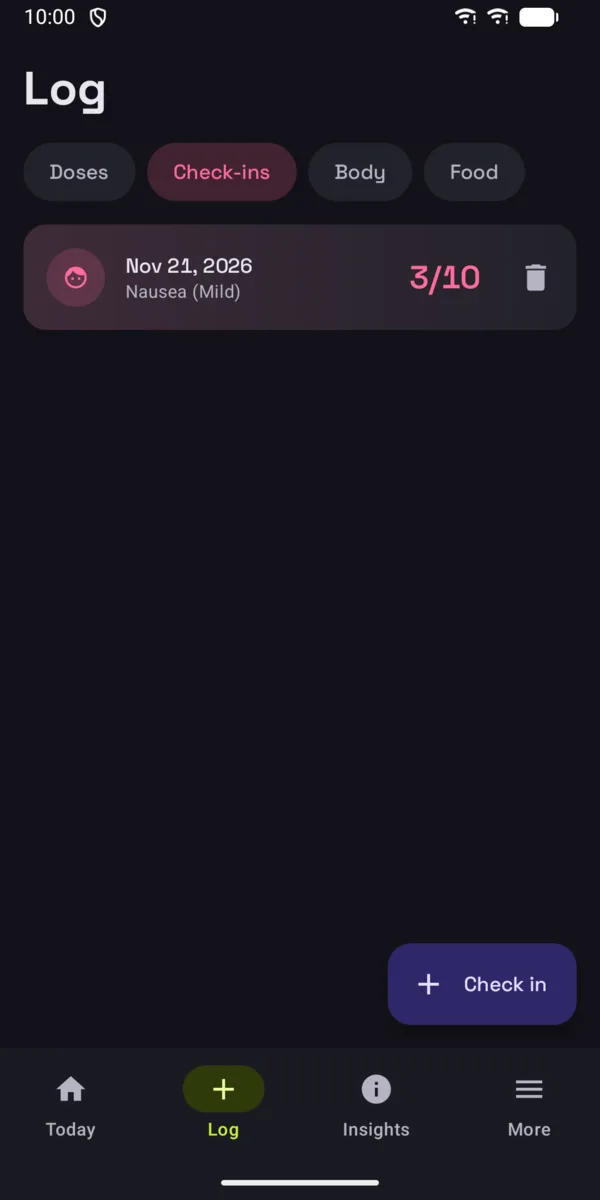 10:00
Log
Doses
Check-ins
Body
Food
Nov 21, 2026
Nausea (Mild)
3/10
Check in
Today
Log
Insights
More